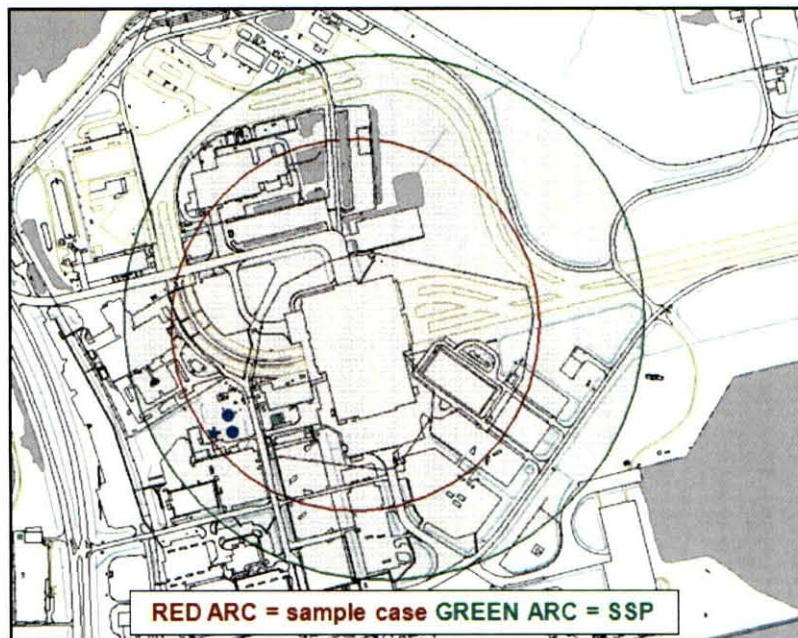 RED ARC = sample case GREEN ARC = SSP